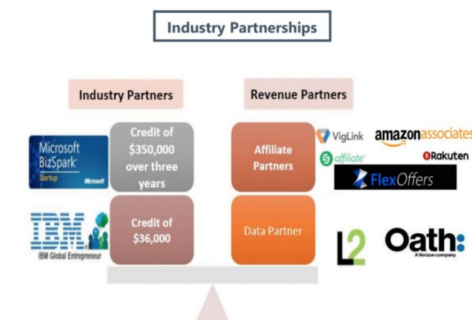 Industry Partnerships
Industry Partners
Revenue Partners
Microsoft
BizSpark
Startup
Microsoft
Credit of
$350,000
over three
years
Affiliate
Partners
VigLink
amazonassociates
affiliate
Rakuten
FlexOffers
IBM
IBM Global Entrepreneur
Credit of
$36,000
Data Partner
L2
Oath:
A Verizon company